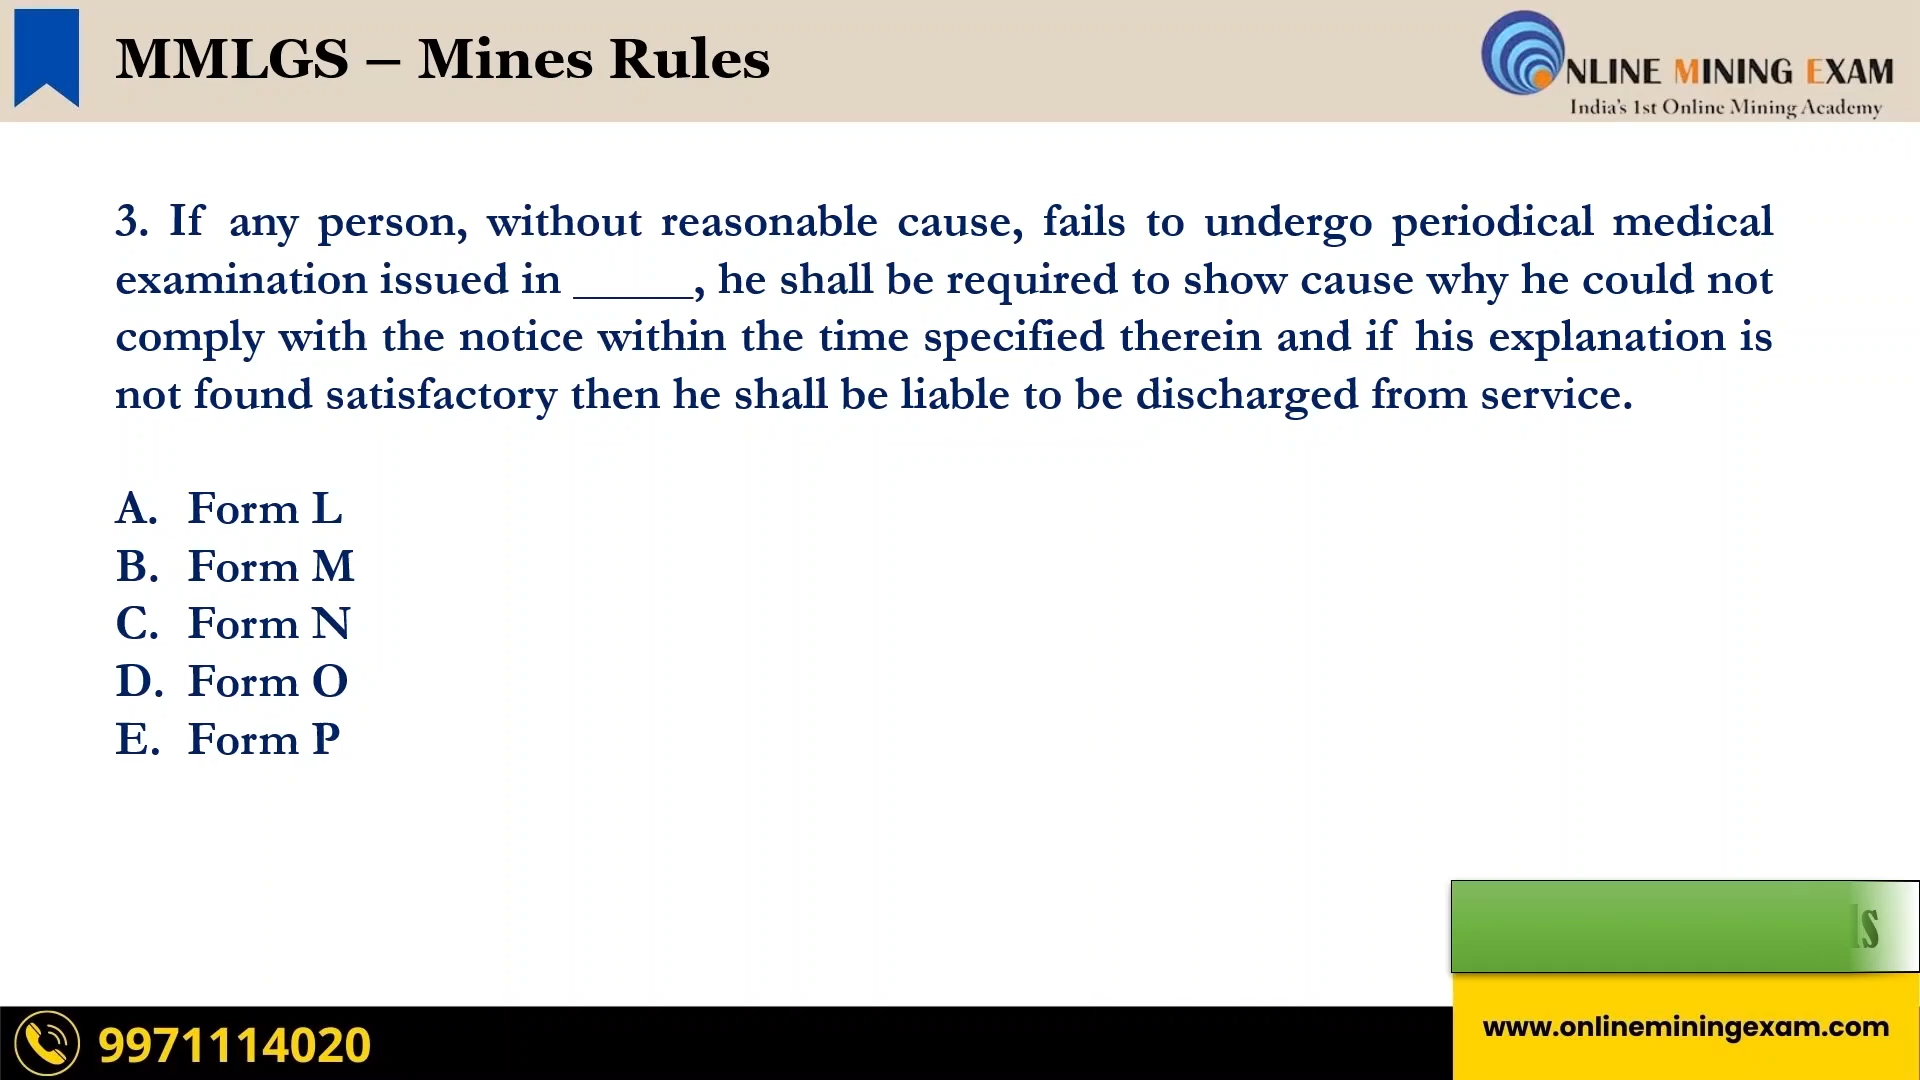 MMLGS – Mines Rules
NLINE MINING EXAM
India's 1st Online Mining Academy
3. If any person, without reasonable cause, fails to undergo periodical medical
examination issued in _____, he shall be required to show cause why he could not
comply with the notice within the time specified therein and if his explanation is
not found satisfactory then he shall be liable to be discharged from service.
A. Form L
B. Form M
C. Form N
D. Form O
E. Form P
9971114020
www.onlineminingexam.com